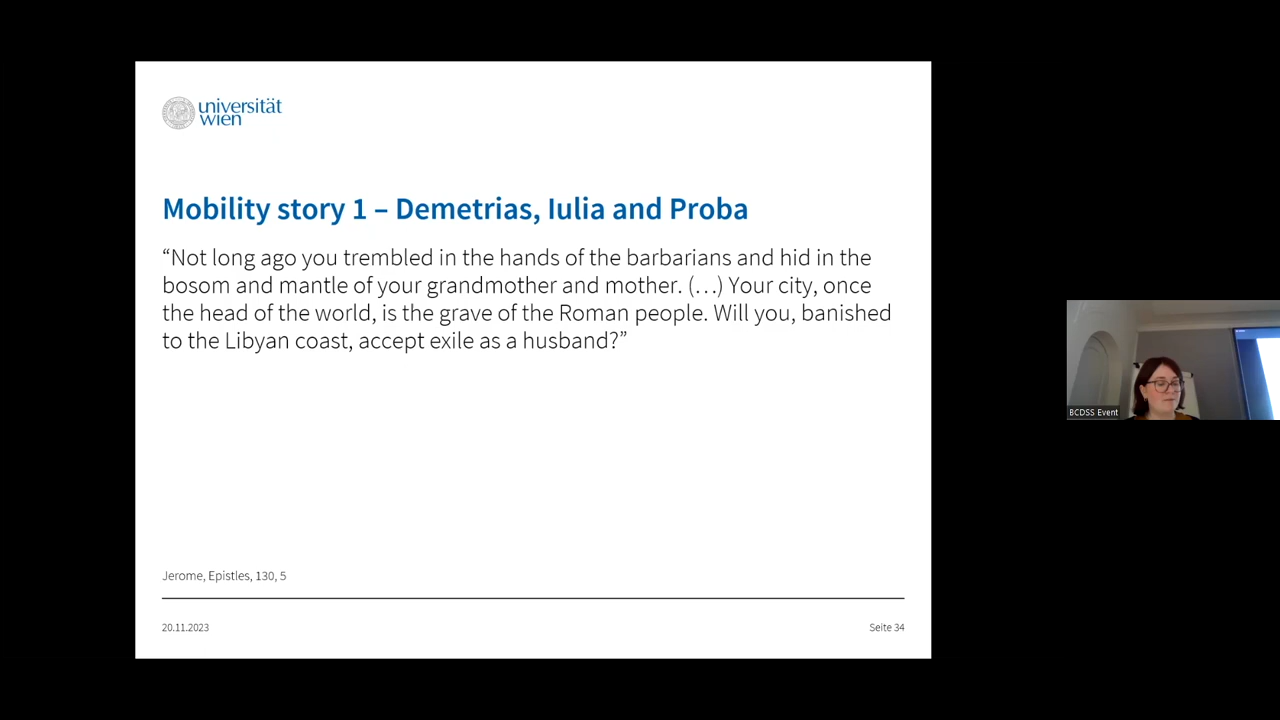 universität
wien
Mobility story 1 – Demetrias, Iulia and Proba
“Not long ago you trembled in the hands of the barbarians and hid in the
bosom and mantle of your grandmother and mother. (…) Your city, once
the head of the world, is the grave of the Roman people. Will you, banished
to the Libyan coast, accept exile as a husband?”
BCDSS Event
Jerome, Epistles, 130, 5
20.11.2023
Seite 34